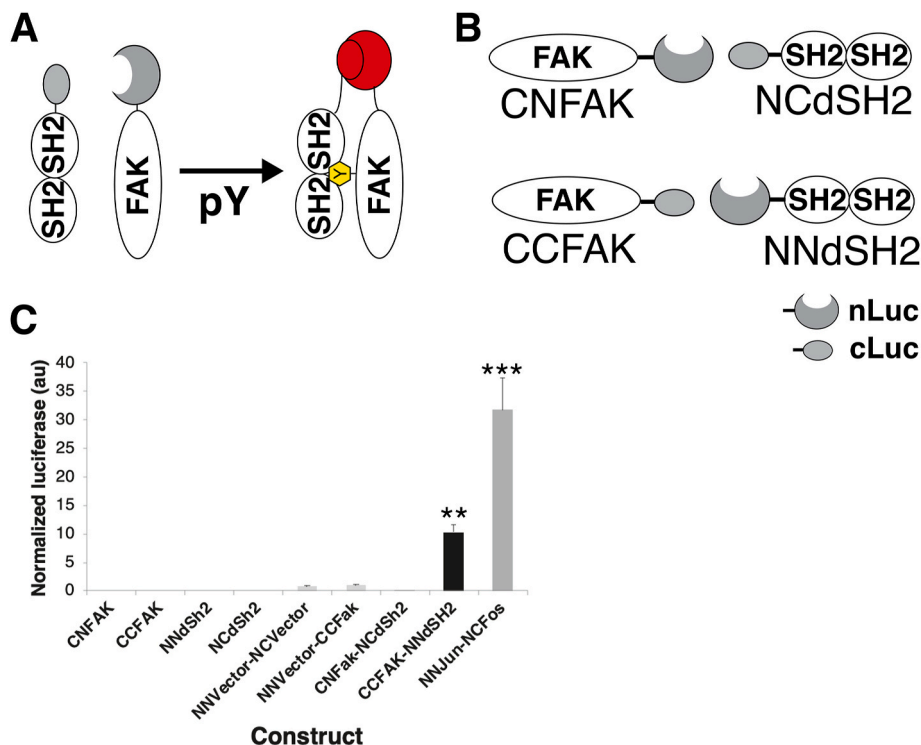 A
SH2
SH2
FAK
pY
SH2
SH2
Y
FAK
B
FAK
SH2 SH2
CNFAK
NCdSH2
FAK
SH2 SH2
CCFAK
NNdSH2
nLuc
cLuc
C
Normalized luciferase (au)
40
35
30
25
20
15
10
5
0
**
***
CNFAK
CCFAK
NNdSh2
NCdSh2
NNVector-NCVector
NNVector-CCFak
CNFak-NCdSh2
CCFAK-NNdSH2
NNJun-NCFos
Construct